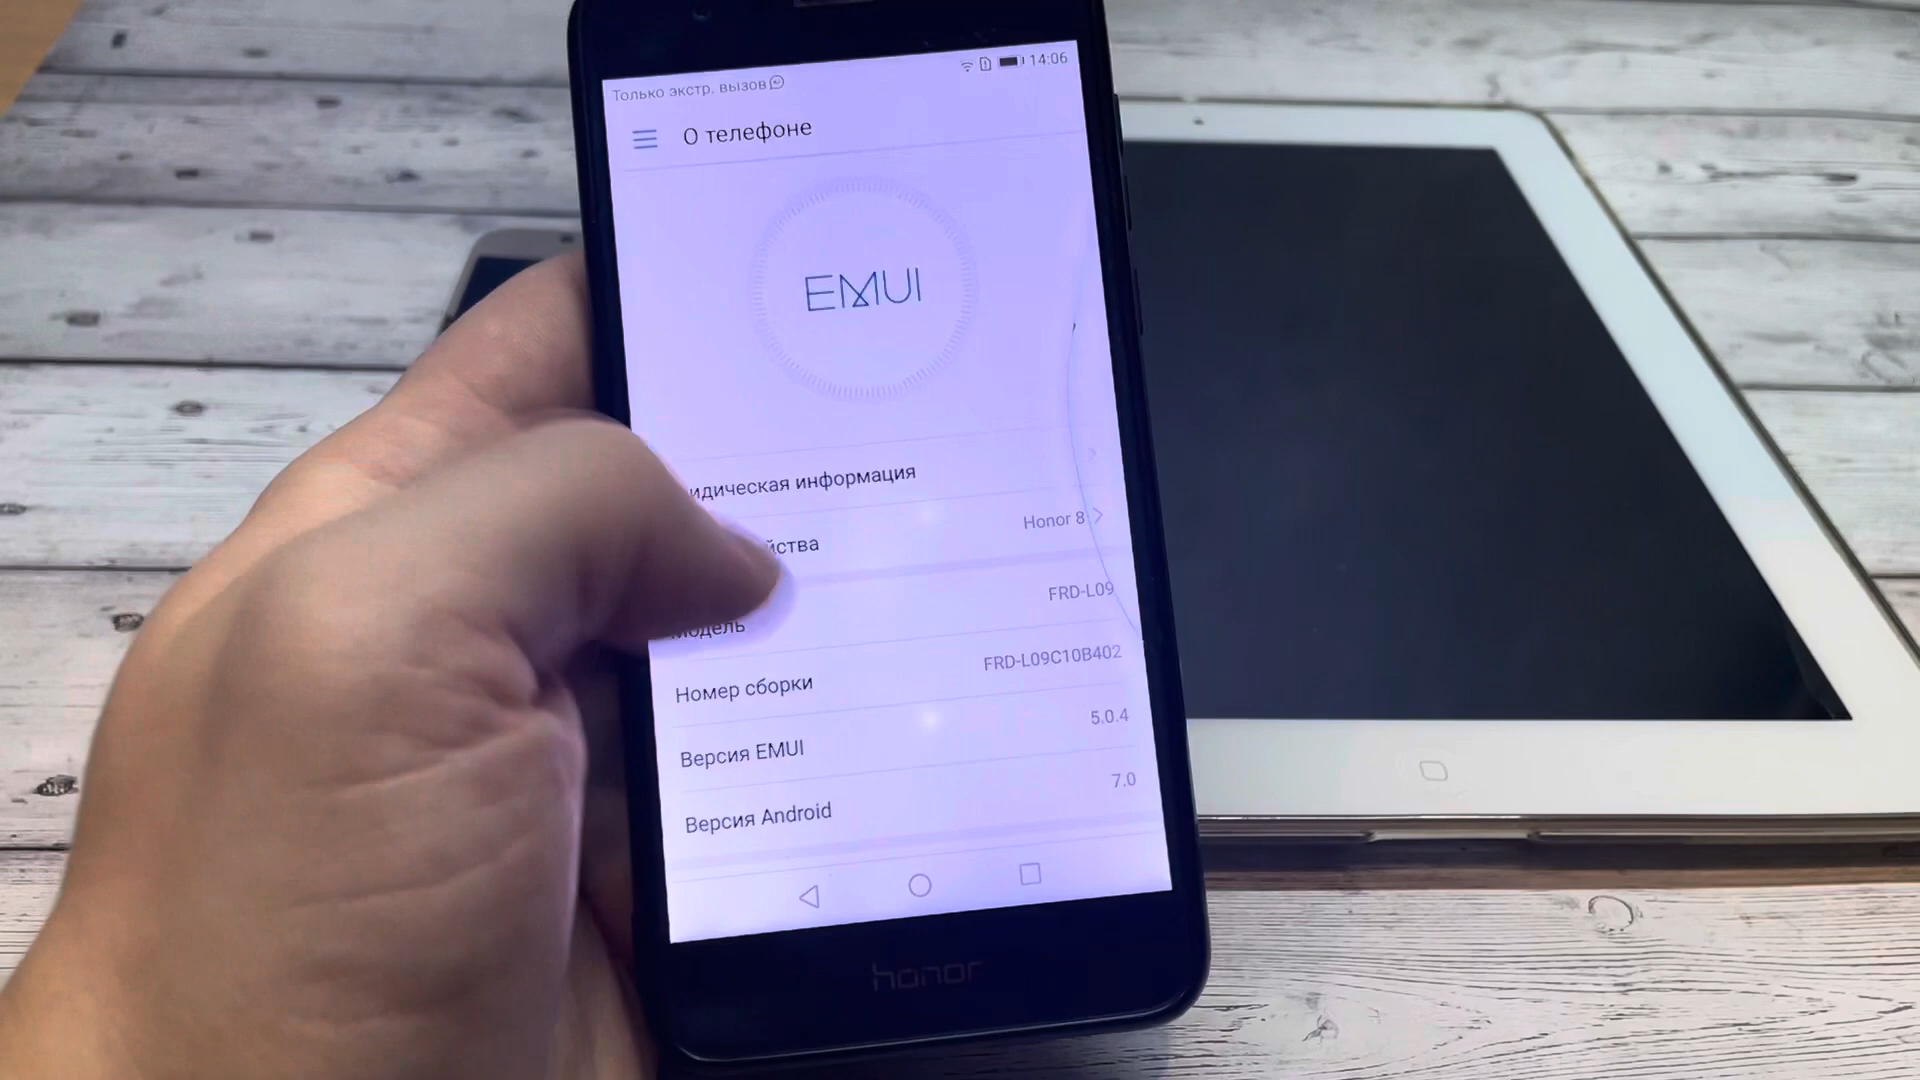 Только экстр. вызов
14:06
О телефоне
EMUI
идическая информация
йства Honor 8
Модель FRD-L09
Номер сборки FRD-L09C10B402
Версия EMUI 5.0.4
Версия Android 7.0
honor